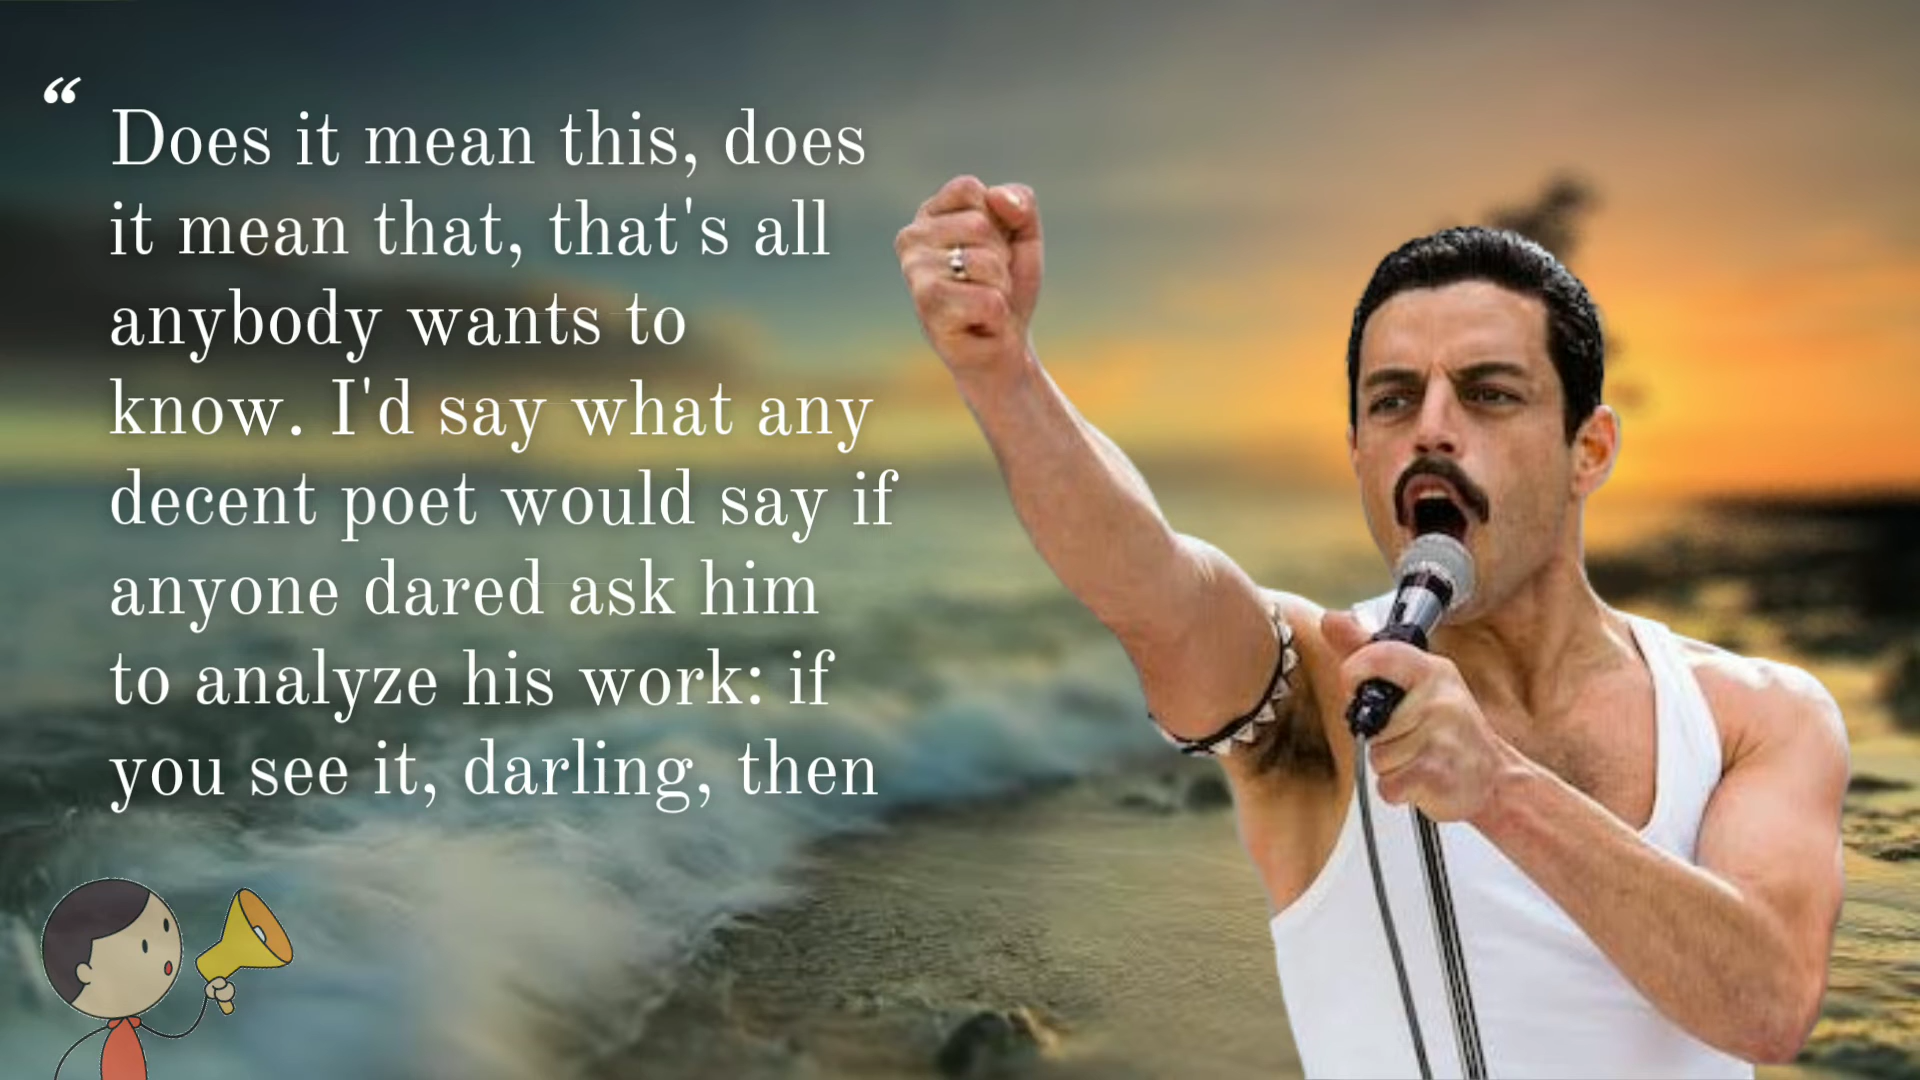 “
Does it mean this, does
it mean that, that's all
anybody wants to
know. I'd say what any
decent poet would say if
anyone dared ask him
to analyze his work: if
you see it, darling, then